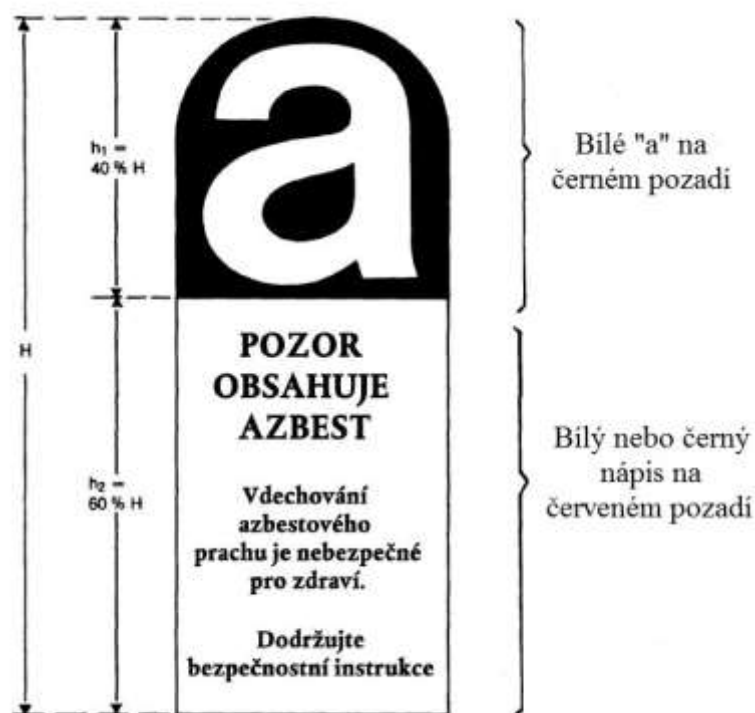 a
h₁ =
40 % H
Bílé "a" na
černém pozadí
H
POZOR
OBSAHUJE
AZBEST
h₂ =
60 % H
Vdechování
azbestového
prachu je nebezpečné
pro zdraví.
Dodržujte
bezpečnostní instrukce
Bílý nebo černý
nápis na
červeném pozadí